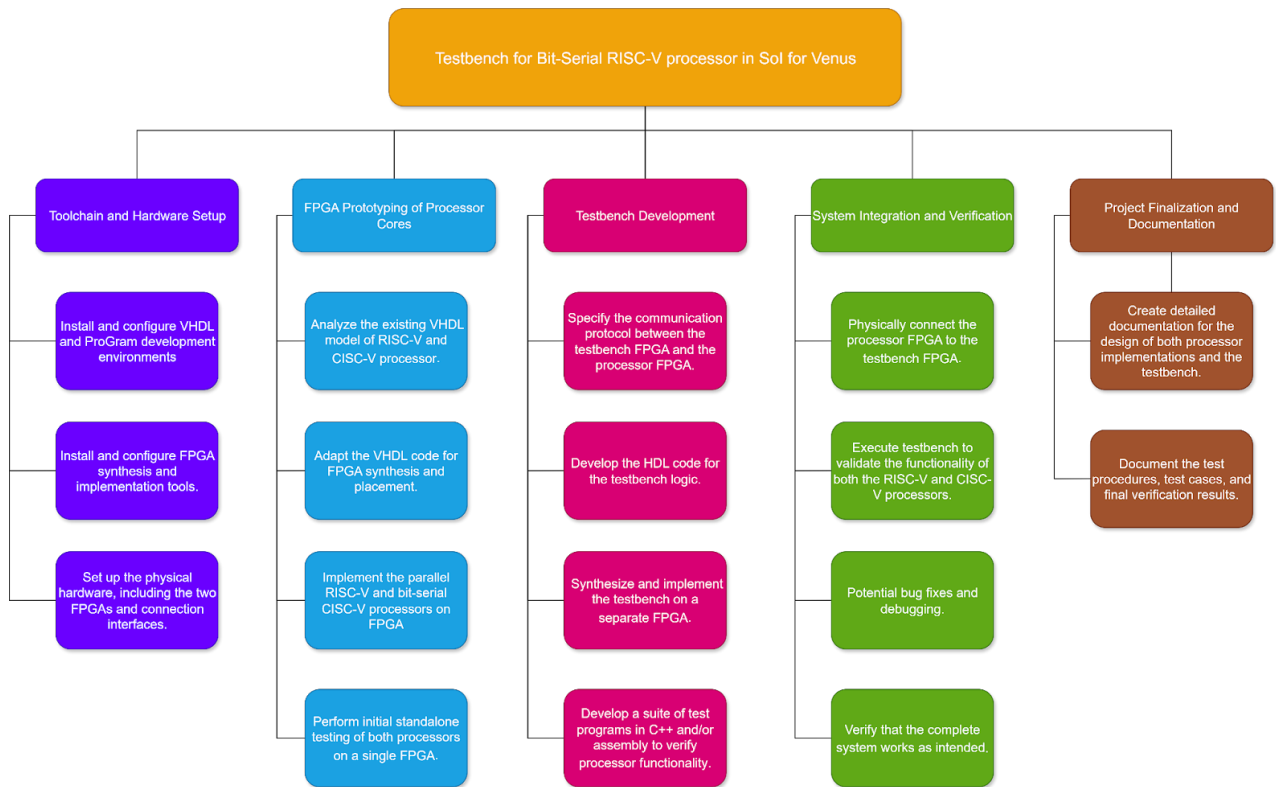 Testbench for Bit-Serial RISC-V processor in SoI for Venus
Toolchain and Hardware Setup
Install and configure VHDL
and ProGram development
environments
Install and configure FPGA
synthesis and
implementation tools.
Set up the physical
hardware, including the two
FPGAs and connection
interfaces.
FPGA Prototyping of Processor
Cores
Analyze the existing VHDL
model of RISC-V and
CISC-V processor.
Adapt the VHDL code for
FPGA synthesis and
placement.
Implement the parallel
RISC-V and bit-serial
CISC-V processors on
FPGA
Perform initial standalone
testing of both processors
on a single FPGA.
Testbench Development
Specify the communication
protocol between the
testbench FPGA and the
processor FPGA.
Develop the HDL code for
the testbench logic.
Synthesize and implement
the testbench on a
separate FPGA.
Develop a suite of test
programs in C++ and/or
assembly to verify
processor functionality.
System Integration and Verification
Physically connect the
processor FPGA to the
testbench FPGA.
Execute testbench to
validate the functionality of
both the RISC-V and CISC-
V processors.
Potential bug fixes and
debugging.
Verify that the complete
system works as intended.
Project Finalization and
Documentation
Create detailed
documentation for the
design of both processor
implementations and the
testbench.
Document the test
procedures, test cases, and
final verification results.